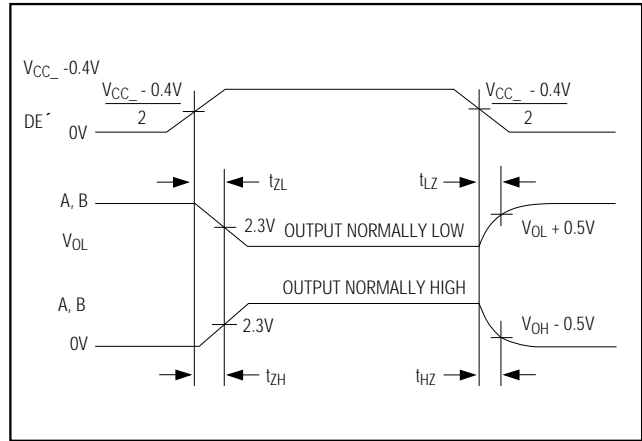 VCC_ -0.4V
VCC_ - 0.4V
2
VCC_ - 0.4V
2
DE´
0V
tZL
tLZ
A, B
2.3V
OUTPUT NORMALLY LOW
VOL + 0.5V
VOL
OUTPUT NORMALLY HIGH
A, B
2.3V
VOH - 0.5V
0V
tZH
tHZ